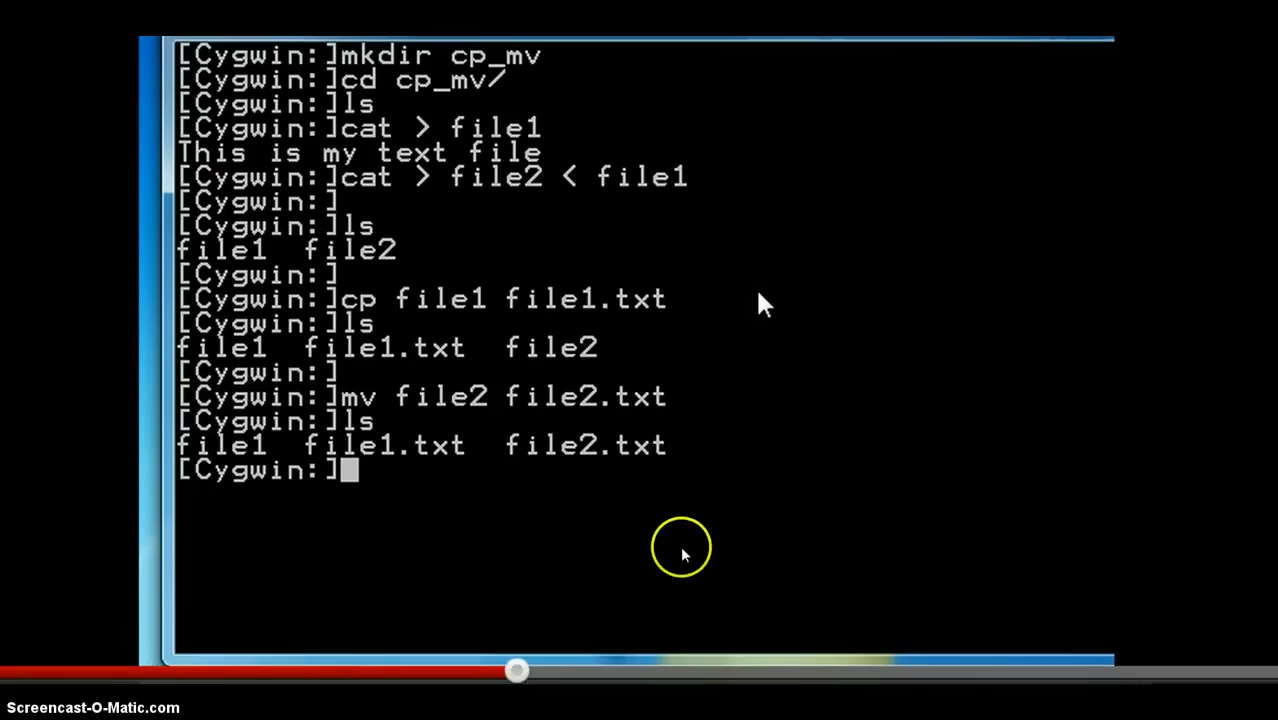 [Cygwin:]mkdir cp_mv
[Cygwin:]cd cp_mv/
[Cygwin:]ls
[Cygwin:]cat > file1
This is my text file
[Cygwin:]cat > file2 < file1
[Cygwin:]
[Cygwin:]ls
file1  file2
[Cygwin:]
[Cygwin:]cp file1 file1.txt
[Cygwin:]ls
file1  file1.txt  file2
[Cygwin:]
[Cygwin:]mv file2 file2.txt
[Cygwin:]ls
file1  file1.txt  file2.txt
[Cygwin:]
Screencast-O-Matic.com